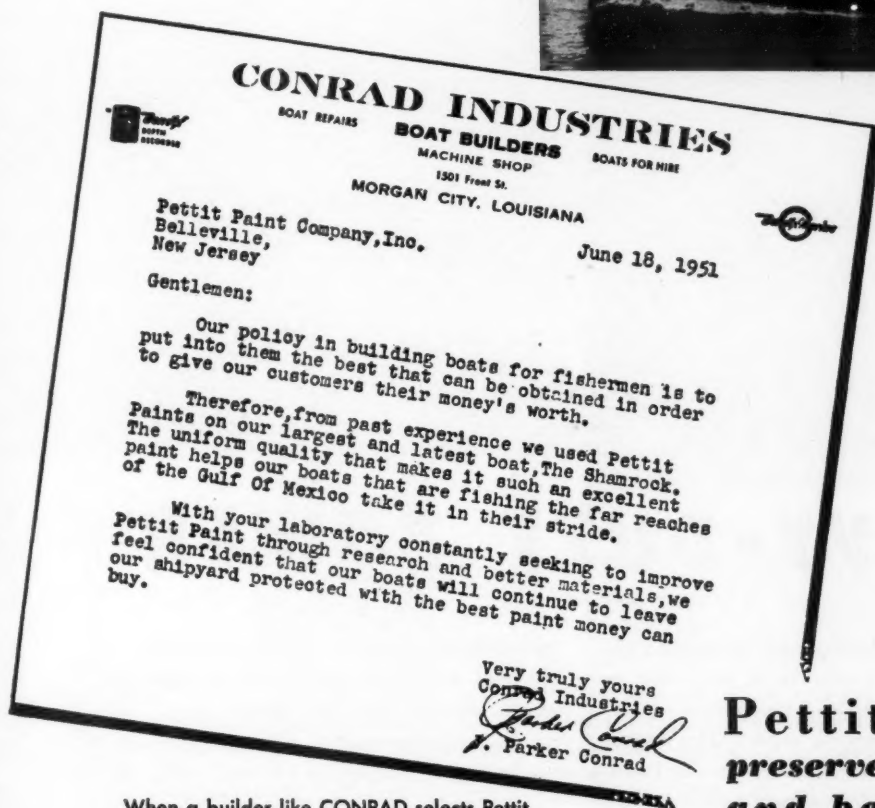 CONRAD INDUSTRIES
BOAT REPAIRS BOAT BUILDERS BOATS FOR HIRE
MACHINE SHOP
1501 Front St.
MORGAN CITY, LOUISIANA
DEPTH
RECORDER
Pettit Paint Company,Inc.
Belleville,
New Jersey
June 18, 1951
Gentlemen:
Our policy in building boats for fishermen is to
put into them the best that can be obtained in order
to give our customers their money's worth.
Therefore,from past experience we used Pettit
Paints on our largest and latest boat,The Shamrock.
The uniform quality that makes it such an excellent
paint helps our boats that are fishing the far reaches
of the Gulf Of Mexico take it in their stride.
With your laboratory constantly seeking to improve
Pettit Paint through research and better materials,we
feel confident that our boats will continue to leave
our shipyard protected with the best paint money can
buy.
Very truly yours
Conrad Industries
Parker Conrad
J. Parker Conrad
Pettit
preserve
When a builder like CONRAD selects Pettit